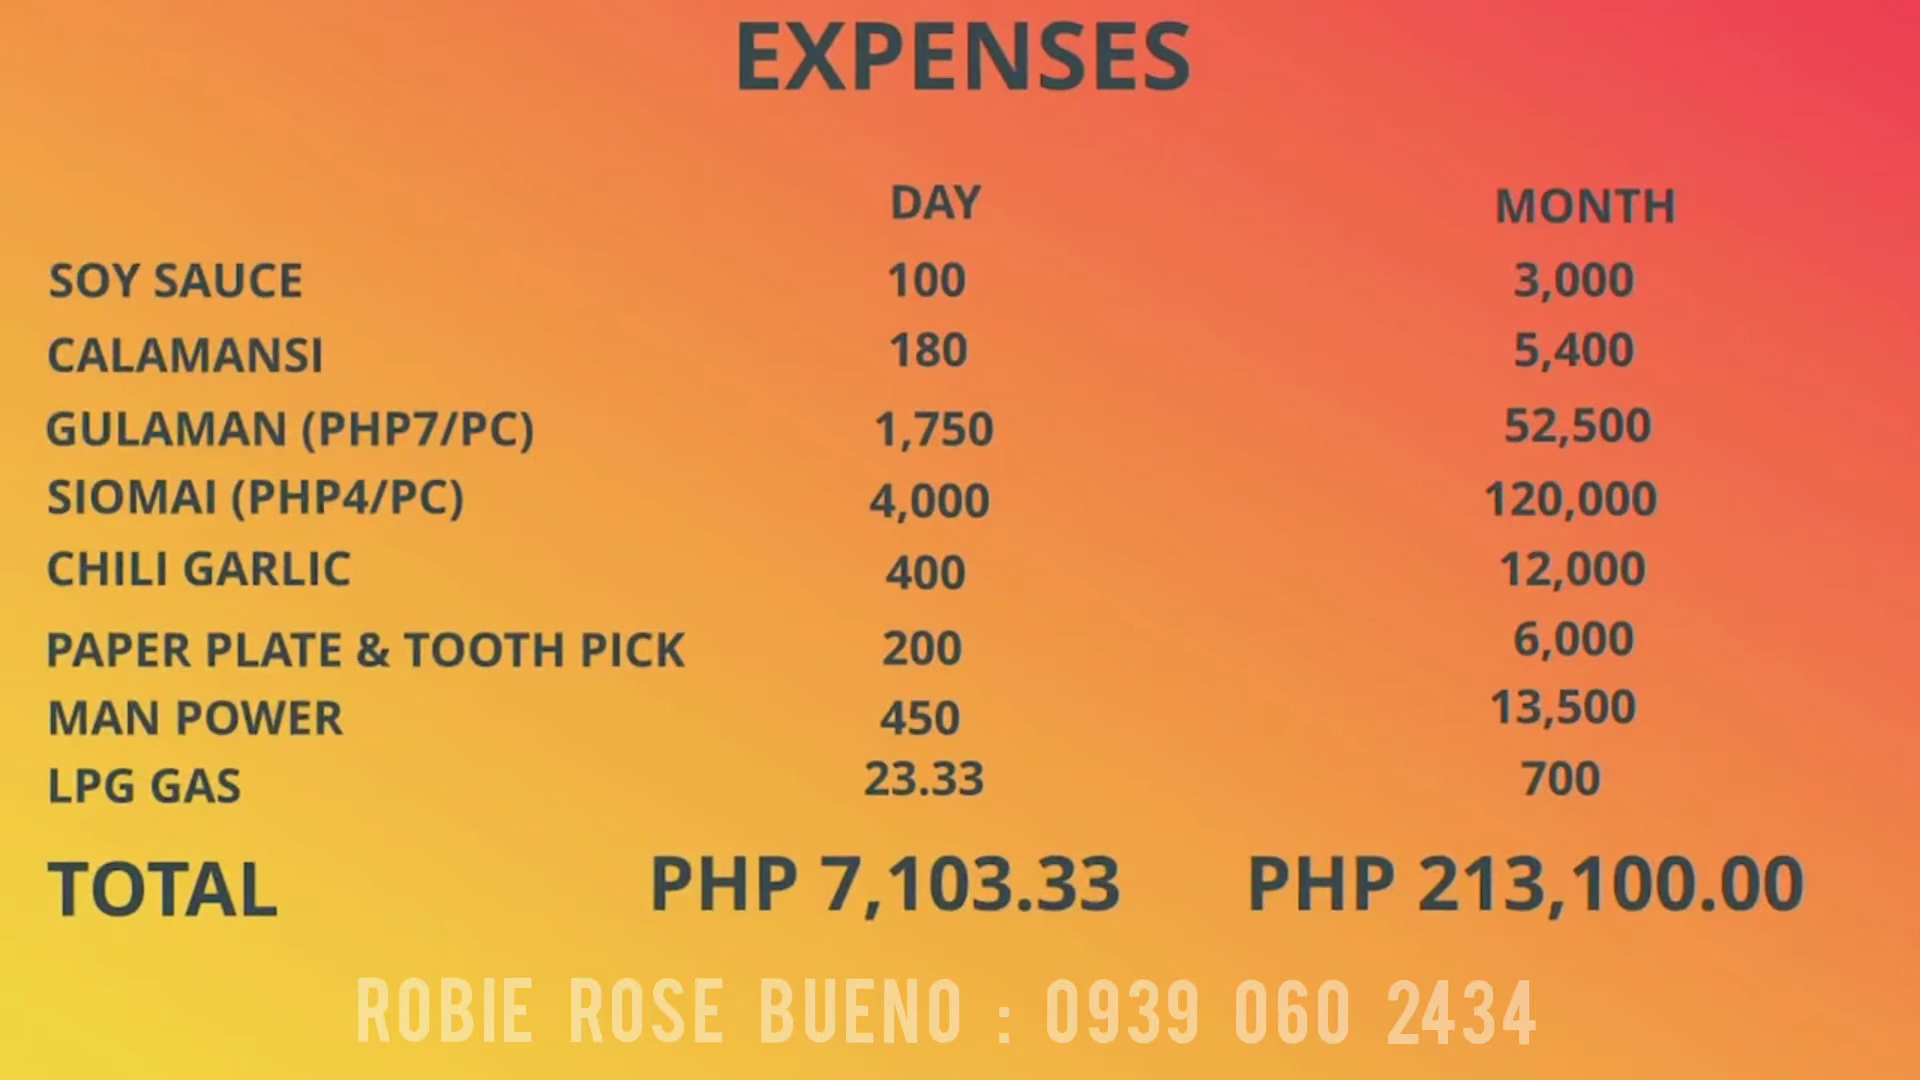 EXPENSES
DAY MONTH
SOY SAUCE 100 3,000
CALAMANSI 180 5,400
GULAMAN (PHP7/PC) 1,750 52,500
SIOMAI (PHP4/PC) 4,000 120,000
CHILI GARLIC 400 12,000
PAPER PLATE & TOOTH PICK 200 6,000
MAN POWER 450 13,500
LPG GAS 23.33 700
TOTAL PHP 7,103.33 PHP 213,100.00
ROBIE ROSE BUENO : 0939 060 2434